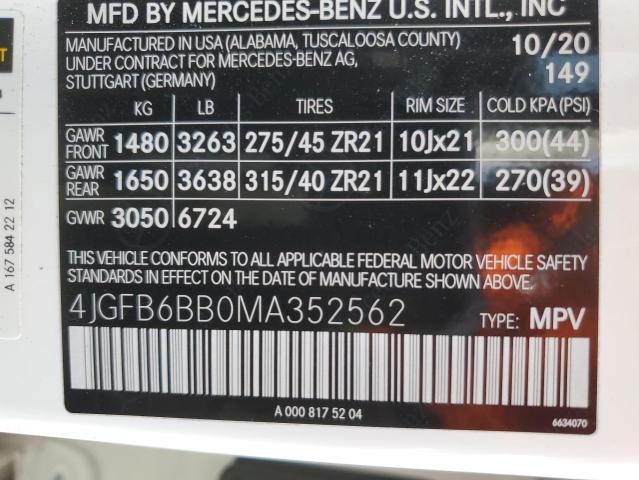 MFD BY MERCEDES-BENZ U.S. INTL., INC
MANUFACTURED IN USA (ALABAMA, TUSCALOOSA COUNTY) 10/20
UNDER CONTRACT FOR MERCEDES-BENZ AG,
STUTTGART (GERMANY) 149
KG LB TIRES RIM SIZE COLD KPA(PSI)
GAWR FRONT 1480 3263 275/45 ZR21 10Jx21 300(44)
GAWR REAR 1650 3638 315/40 ZR21 11Jx22 270(39)
GVWR 3050 6724
THIS VEHICLE CONFORMS TO ALL APPLICABLE FEDERAL MOTOR VEHICLE SAFETY
STANDARDS IN EFFECT ON THE DATE OF MANUFACTURE SHOWN ABOVE.
4JGFB6BB0MA352562 TYPE: MPV
A 000 817 52 04
6634070
A 167 584 22 12